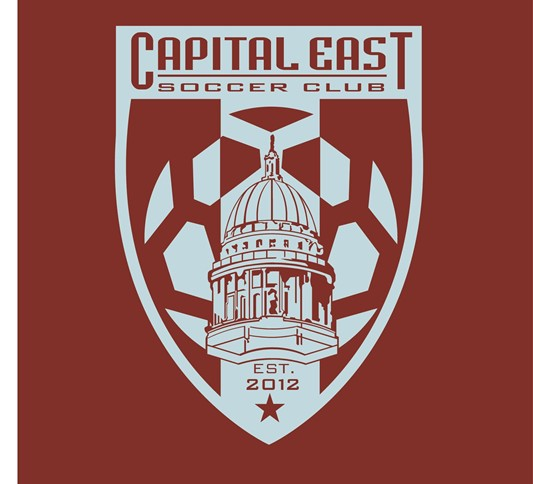 CAPITAL EAST
SOCCER CLUB
EST.
2012